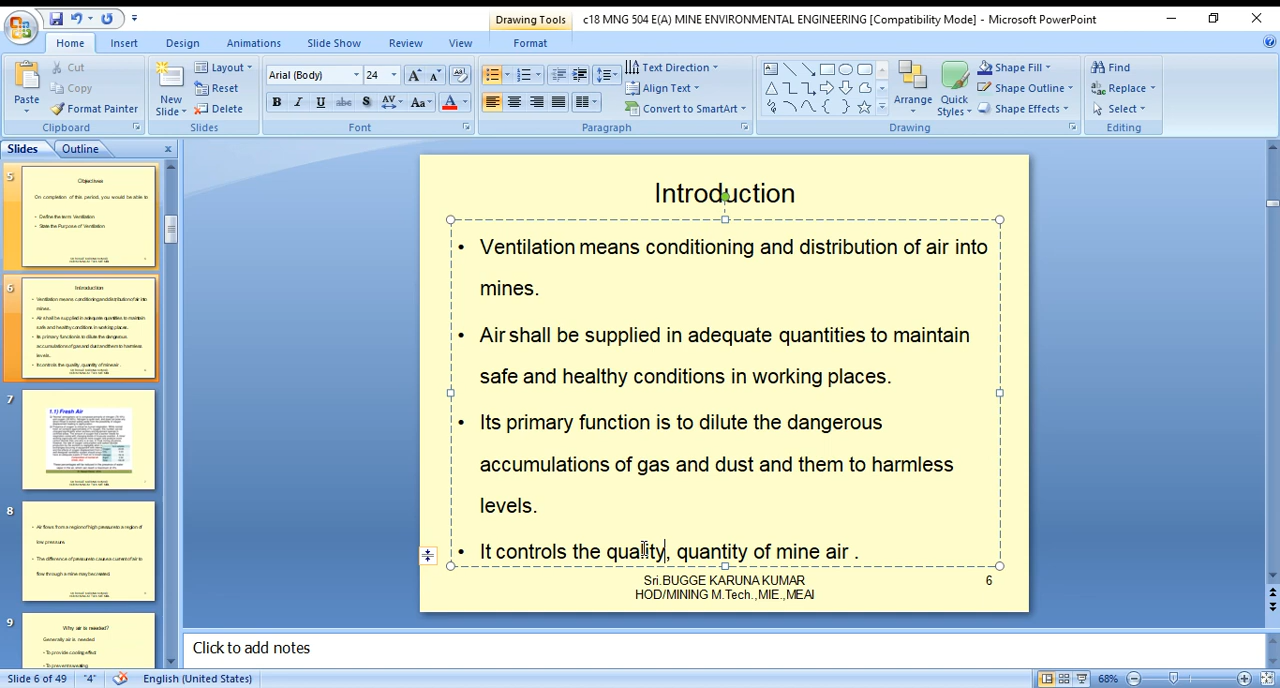 Drawing Tools
c18 MNG 504 E(A) MINE ENVIRONMENTAL ENGINEERING [Compatibility Mode] - Microsoft PowerPoint
Home Insert Design Animations Slide Show Review View Format
Paste
Cut
Copy
Format Painter
Clipboard
New Slide
Layout
Reset
Delete
Slides
Arial (Body) 24
Font
Text Direction
Align Text
Convert to SmartArt
Paragraph
Arrange
Quick Styles
Shape Fill
Shape Outline
Shape Effects
Drawing
Find
Replace
Select
Editing
Slides Outline
5
Objectives
On completion of this period, you would be able to
• Define the term Ventilation
• State the Purpose of Ventilation
6
Introduction
• Ventilation means conditioning and distribution of air into
mines.
• Air shall be supplied in adequate quantities to maintain
safe and healthy conditions in working places.
• Its primary function is to dilute the dangerous
accumulations of gas and dust and them to harmless
levels.
• It controls the quality, quantity of mine air .
7
1.1) Fresh Air
8
• Air flows from a region of high pressure to a region of
low pressure.
• The difference of pressure to cause a current of air to
flow through a mine may be created
9
Why air is needed?
Generally air is needed
• To provide cooling effect
• To prevent sweating
Introduction
• Ventilation means conditioning and distribution of air into
mines.
• Air shall be supplied in adequate quantities to maintain
safe and healthy conditions in working places.
• Its primary function is to dilute the dangerous
accumulations of gas and dust and them to harmless
levels.
• It controls the quality, quantity of mine air .
Sri.BUGGE KARUNA KUMAR
HOD/MINING M.Tech.,MIE.,MEAI
6
Click to add notes
Slide 6 of 49 "4" English (United States) 68%